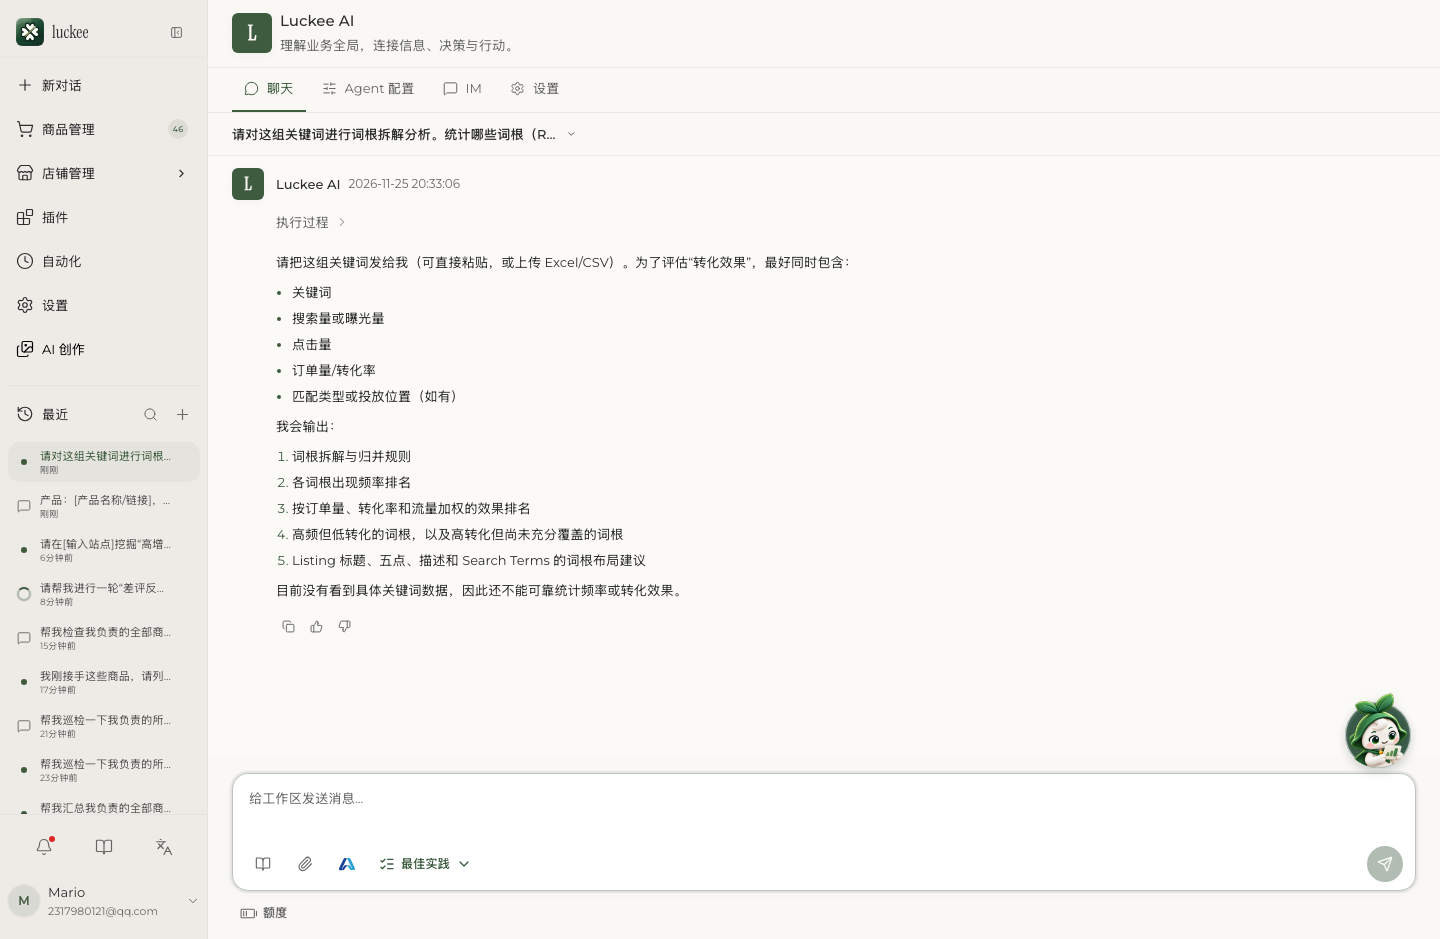 luckee
新对话
商品管理
46
店铺管理
插件
自动化
设置
AI 创作
最近
请对这组关键词进行词根...
刚刚
产品：[产品名称/链接]，...
刚刚
请在[输入站点]挖掘“高增...
6分钟前
请帮我进行一轮“差评反...
8分钟前
帮我检查我负责的全部商...
15分钟前
我刚接手这些商品，请列...
17分钟前
帮我巡检一下我负责的所...
21分钟前
帮我巡检一下我负责的所...
23分钟前
帮我汇总我负责的全部商...
M
Mario
2317980121@qq.com
L
Luckee AI
理解业务全局，连接信息、决策与行动。
聊天
Agent 配置
IM
设置
请对这组关键词进行词根拆解分析。统计哪些词根（R...
L
Luckee AI 2026-11-25 20:33:06
执行过程
请把这组关键词发给我（可直接粘贴，或上传 Excel/CSV）。为了评估“转化效果”，最好同时包含：
• 关键词
• 搜索量或曝光量
• 点击量
• 订单量/转化率
• 匹配类型或投放位置（如有）
我会输出：
1. 词根拆解与归并规则
2. 各词根出现频率排名
3. 按订单量、转化率和流量加权的效果排名
4. 高频但低转化的词根，以及高转化但尚未充分覆盖的词根
5. Listing 标题、五点、描述和 Search Terms 的词根布局建议
目前没有看到具体关键词数据，因此还不能可靠统计频率或转化效果。
给工作区发送消息...
最佳实践
额度